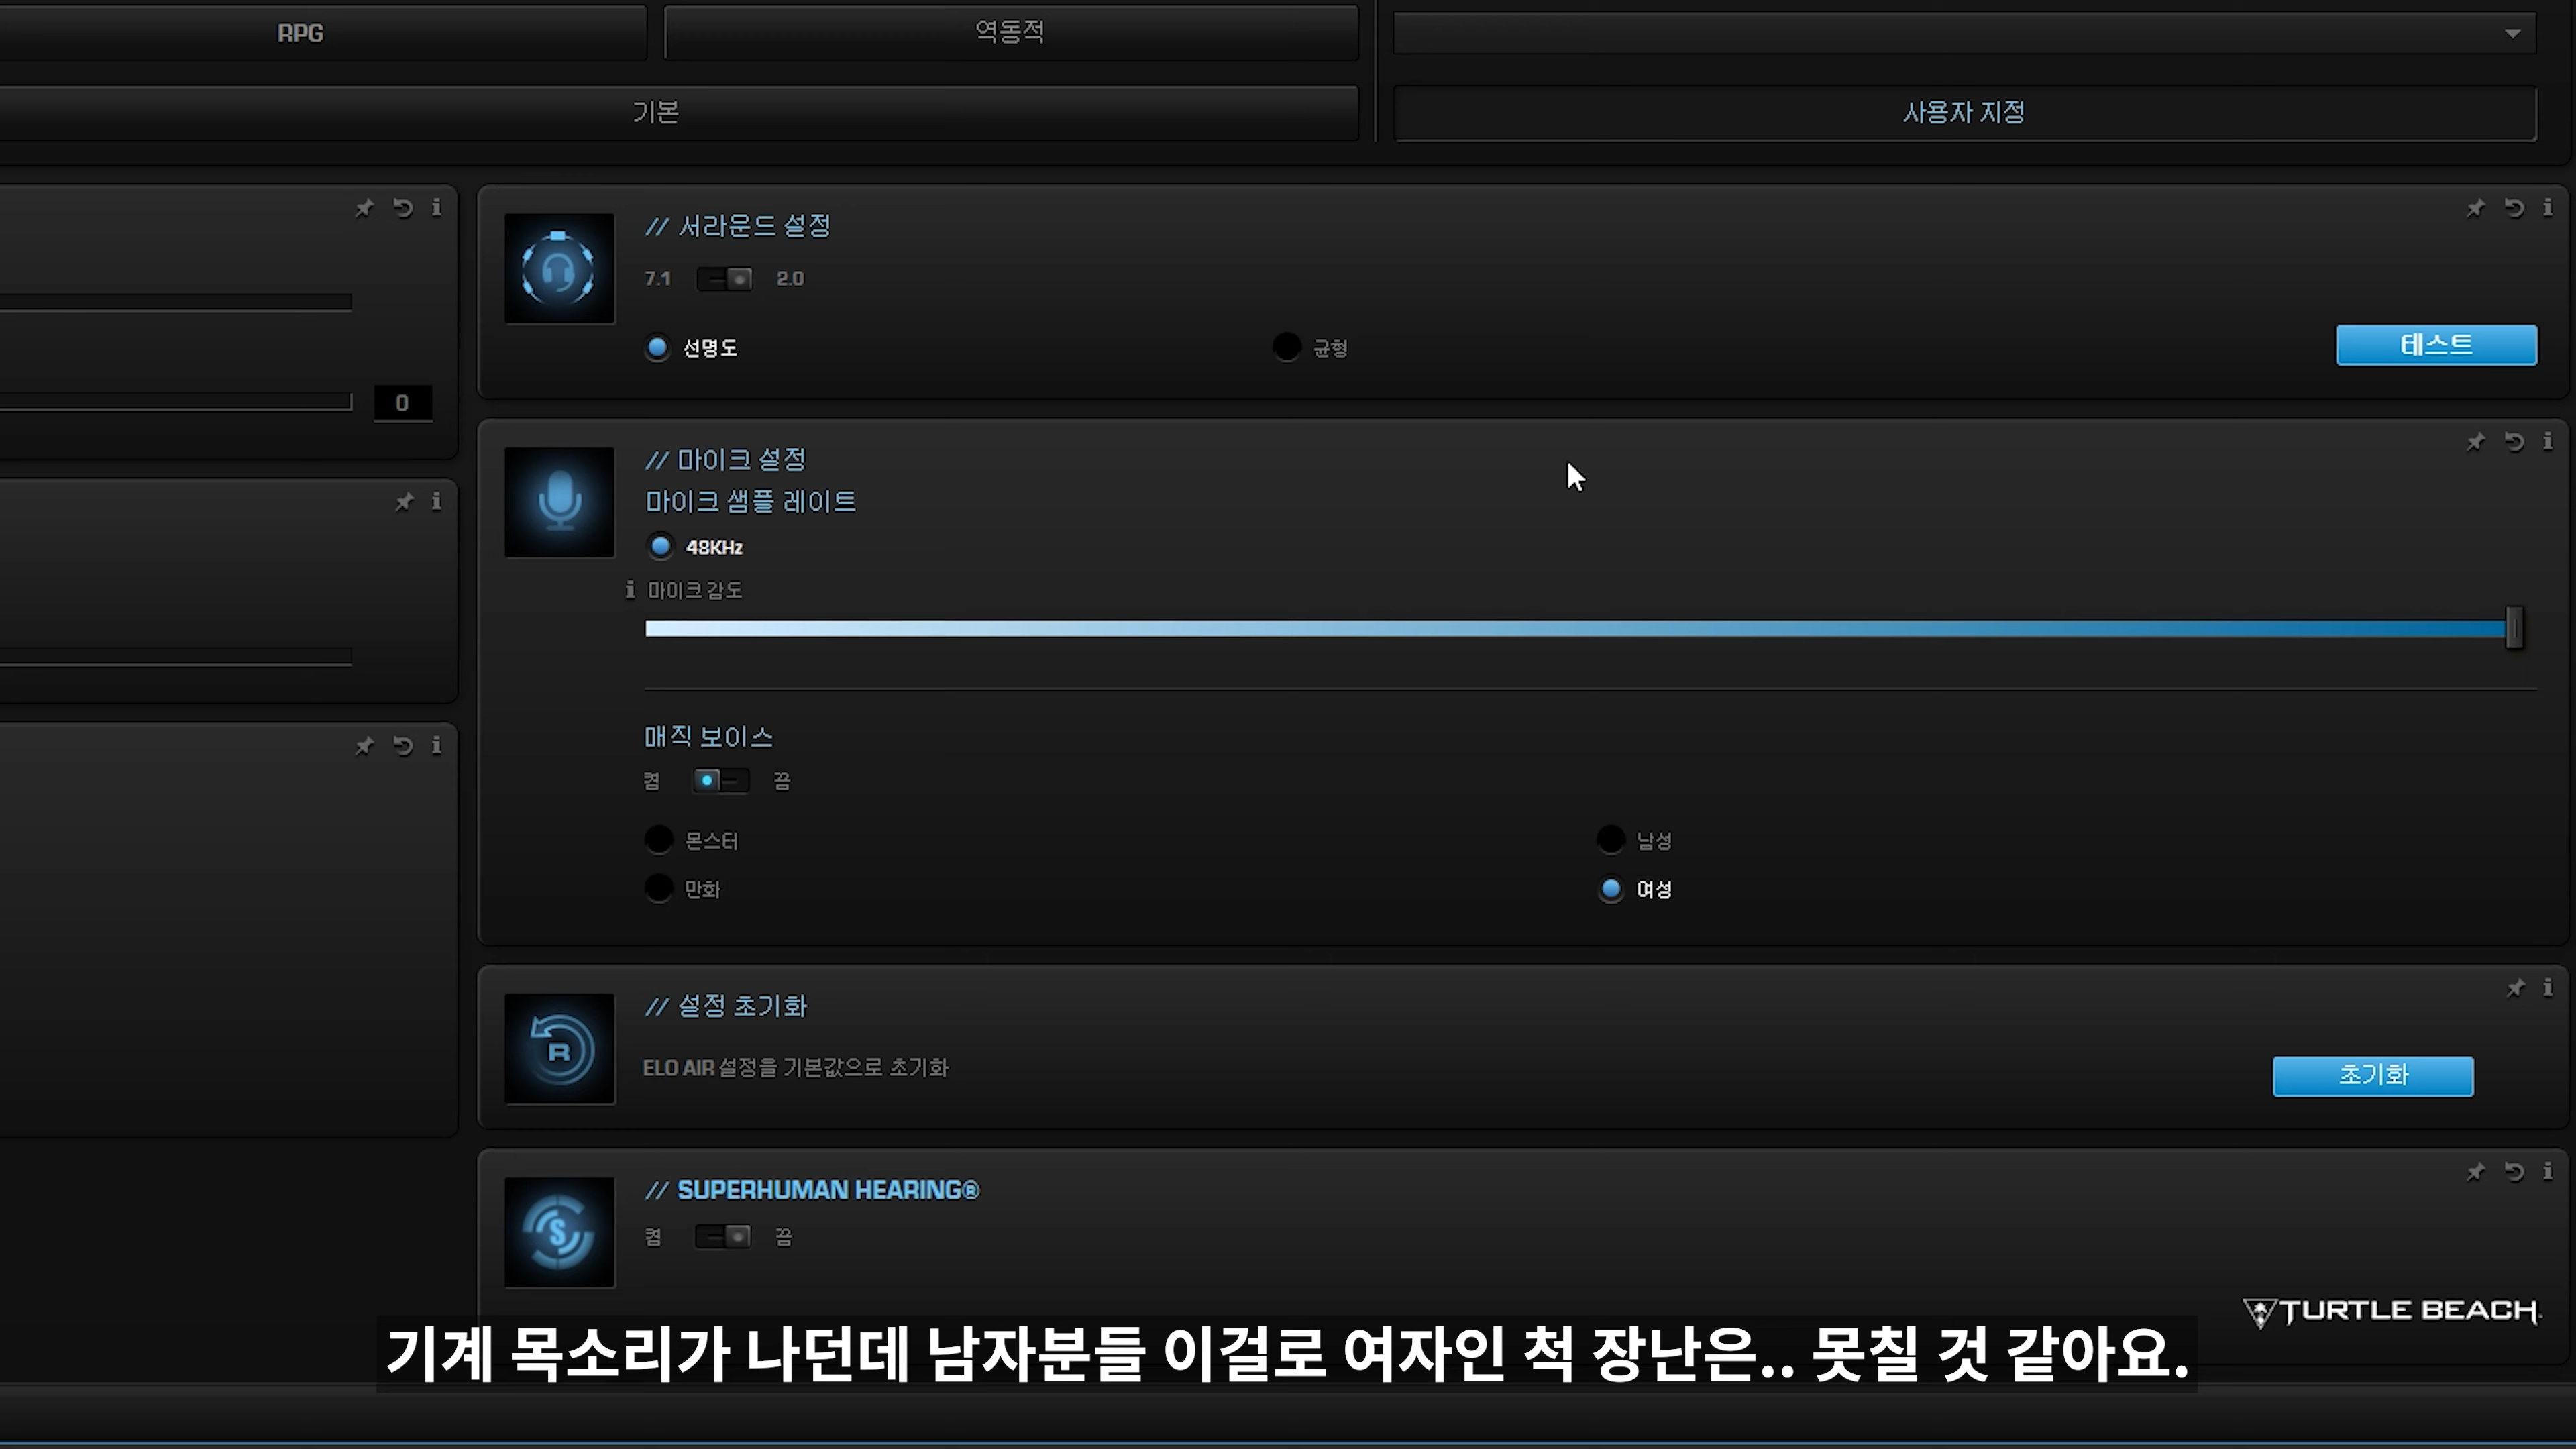 RPG
역동적
기본
사용자 지정
// 서라운드 설정
7.1
2.0
선명도
균형
테스트
0
// 마이크 설정
마이크 샘플 레이트
48KHz
마이크 감도
매직 보이스
켬
끔
몬스터
남성
만화
여성
// 설정 초기화
ELO AIR 설정을 기본값으로 초기화
초기화
// SUPERHUMAN HEARING®
켬
끔
TURTLE BEACH.
기계 목소리가 나던데 남자분들 이걸로 여자인 척 장난은.. 못칠 것 같아요.